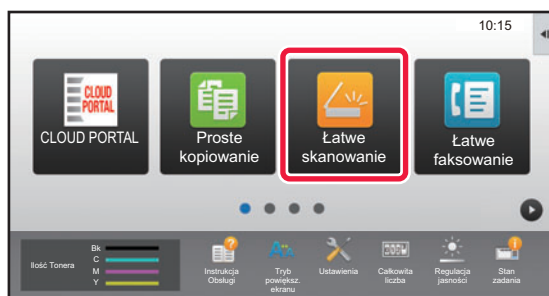 10:15
CLOUD
PORTAL
CLOUD PORTAL
Proste
kopiowanie
Łatwe
skanowanie
Łatwe
faksowanie
Ilość Tonera
Bk
C
M
Y
Instrukcja
Obsługi
Tryb
powiększ.
ekranu
Ustawienia
Całkowita
liczba
Regulacja
jasności
Stan
zadania